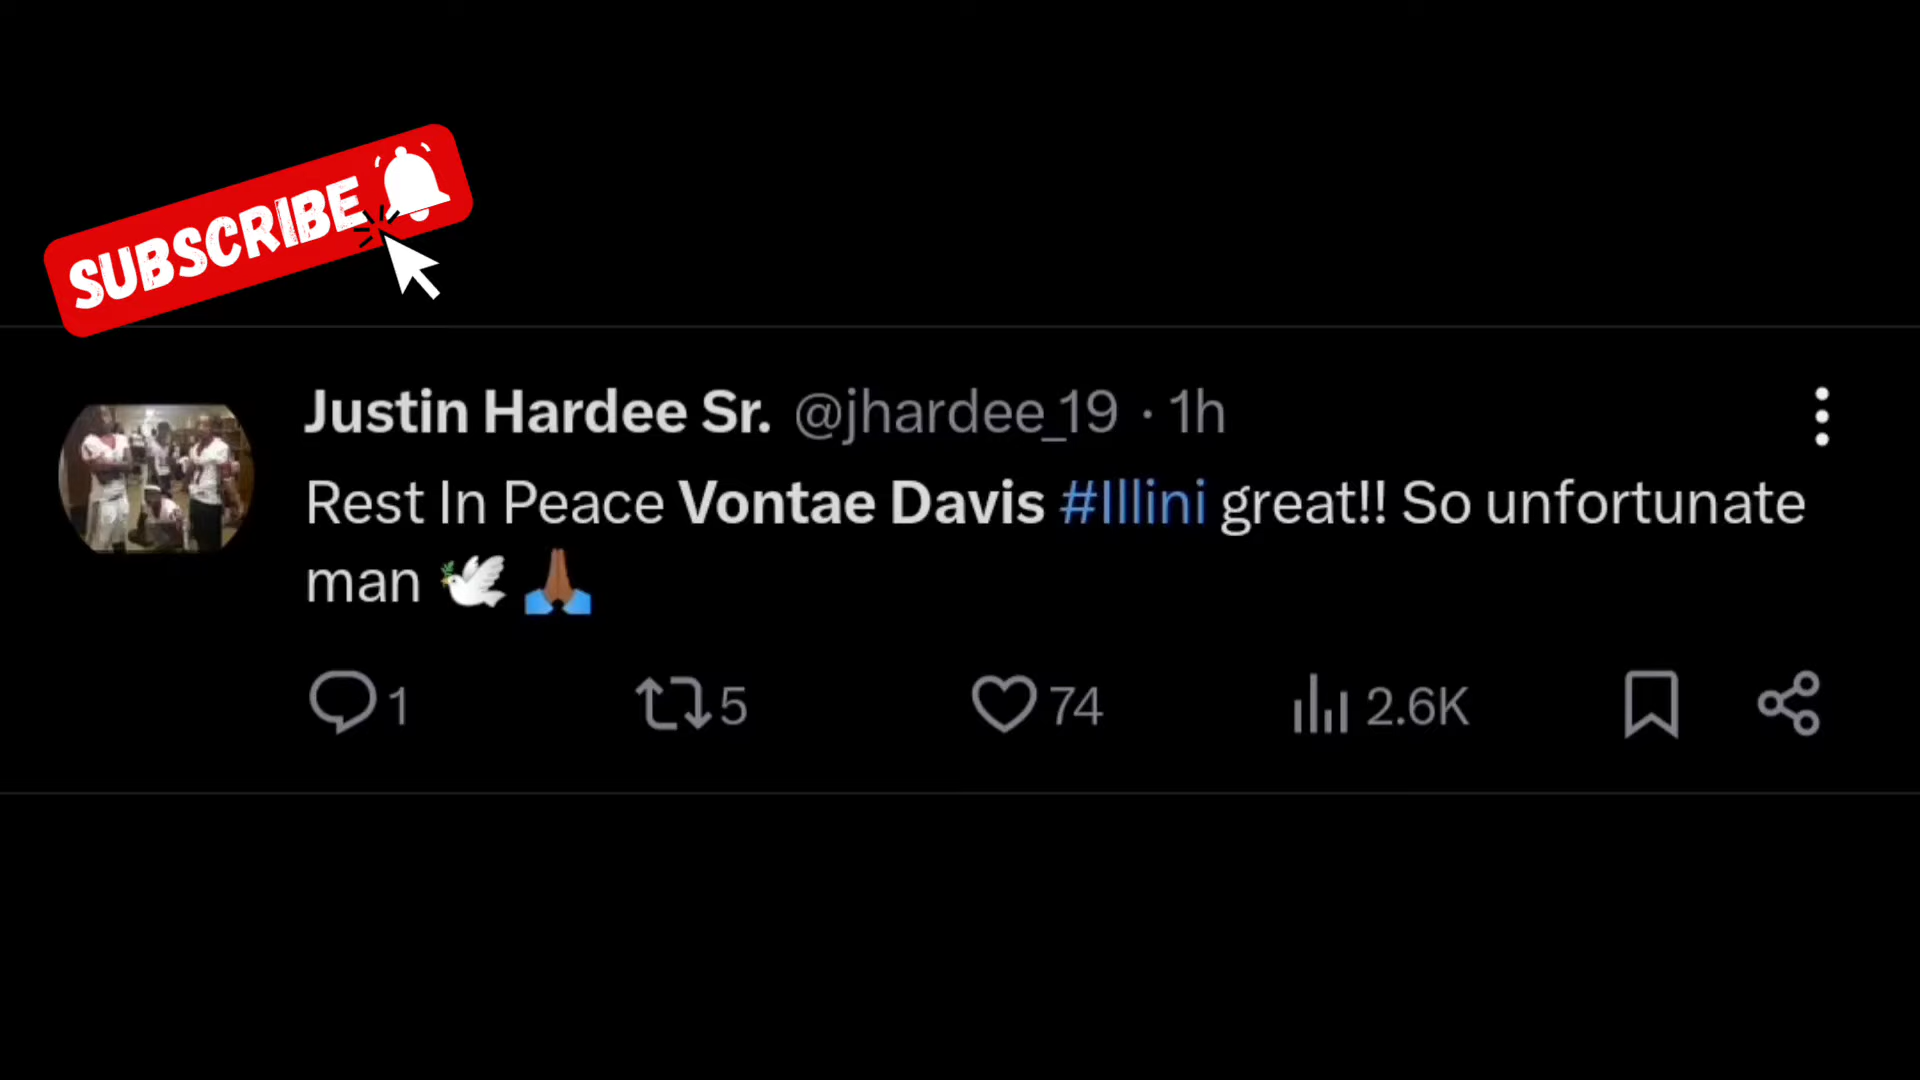 SUBSCRIBE
Justin Hardee Sr. @jhardee_19 · 1h
Rest In Peace Vontae Davis #Illini great!! So unfortunate
man 🕊️ 🙏🏾
1 5 74 2.6K